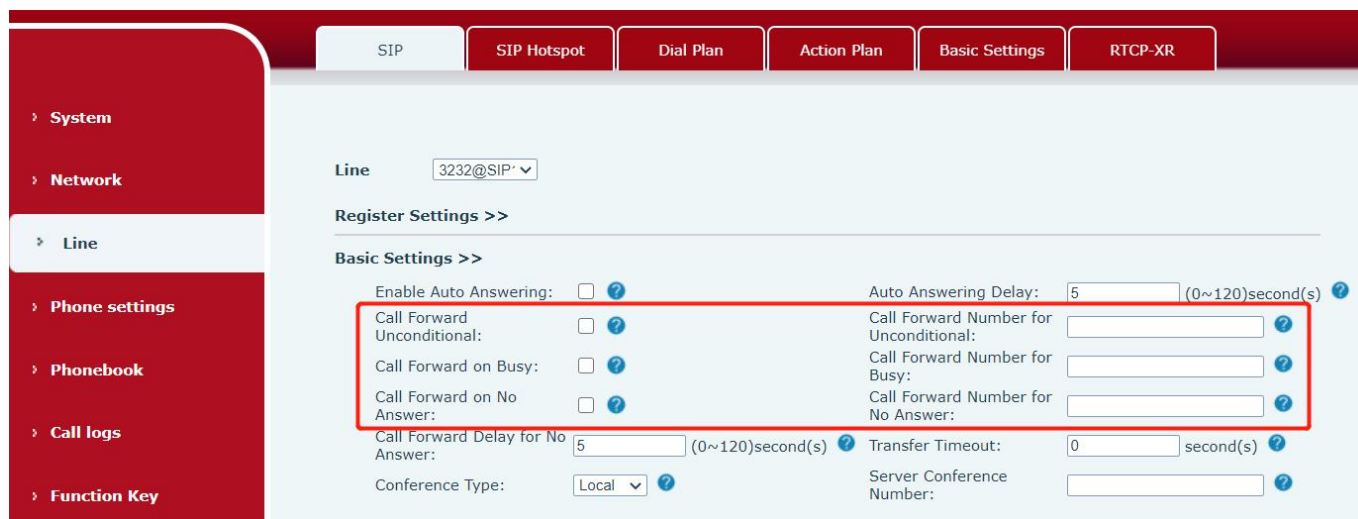 SIP
SIP Hotspot
Dial Plan
Action Plan
Basic Settings
RTCP-XR
System
Network
Line
Phone settings
Phonebook
Call logs
Function Key
Line 3232@SIP
Register Settings >>
Basic Settings >>
Enable Auto Answering: Auto Answering Delay: 5 (0~120)second(s)
Call Forward
Unconditional:
Call Forward Number for
Unconditional:
Call Forward on Busy:
Call Forward Number for
Busy:
Call Forward on No
Answer:
Call Forward Number for
No Answer:
Call Forward Delay for No
Answer:
5 (0~120)second(s)
Transfer Timeout: 0 second(s)
Conference Type: Local
Server Conference
Number: